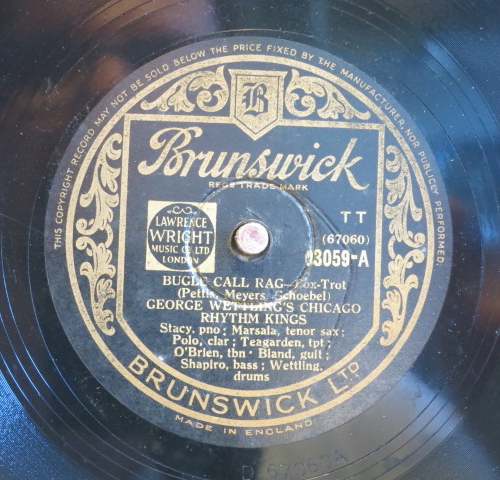 THIS COPYRIGHT RECORD MAY NOT BE SOLD BELOW THE PRICE FIXED BY THE MANUFACTURER, NOR PUBLICLY PERFORMED.
B
Brunswick
REGD TRADE MARK
LAWRENCE
WRIGHT
MUSIC CO LTD
LONDON
TT
(67060)
03059-A
BUGLE CALL RAG—Fox-Trot
(Pettis, Meyers, Schoebel)
GEORGE WETTLING'S CHICAGO
RHYTHM KINGS
Stacy, pno; Marsala, tenor sax;
Polo, clar; Teagarden, tpt;
O'Brien, tbn; Bland, guit;
Shapiro, bass; Wettling,
drums
BRUNSWICK LTD
MADE IN ENGLAND